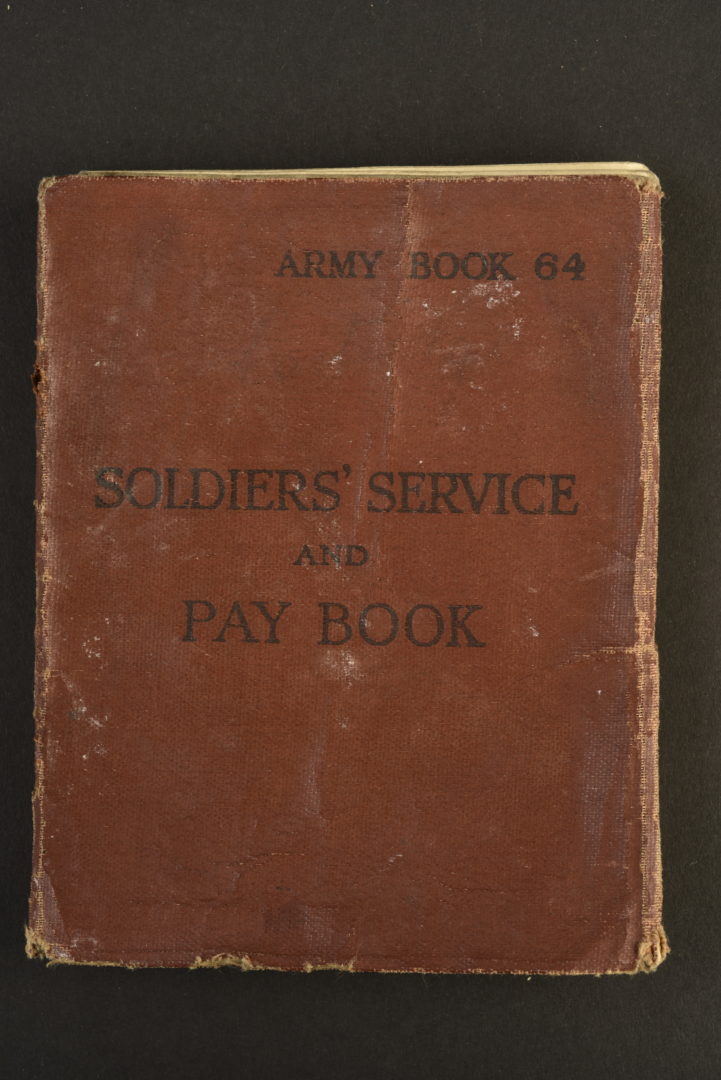 ARMY BOOK 64
SOLDIERS' SERVICE
AND
PAY BOOK